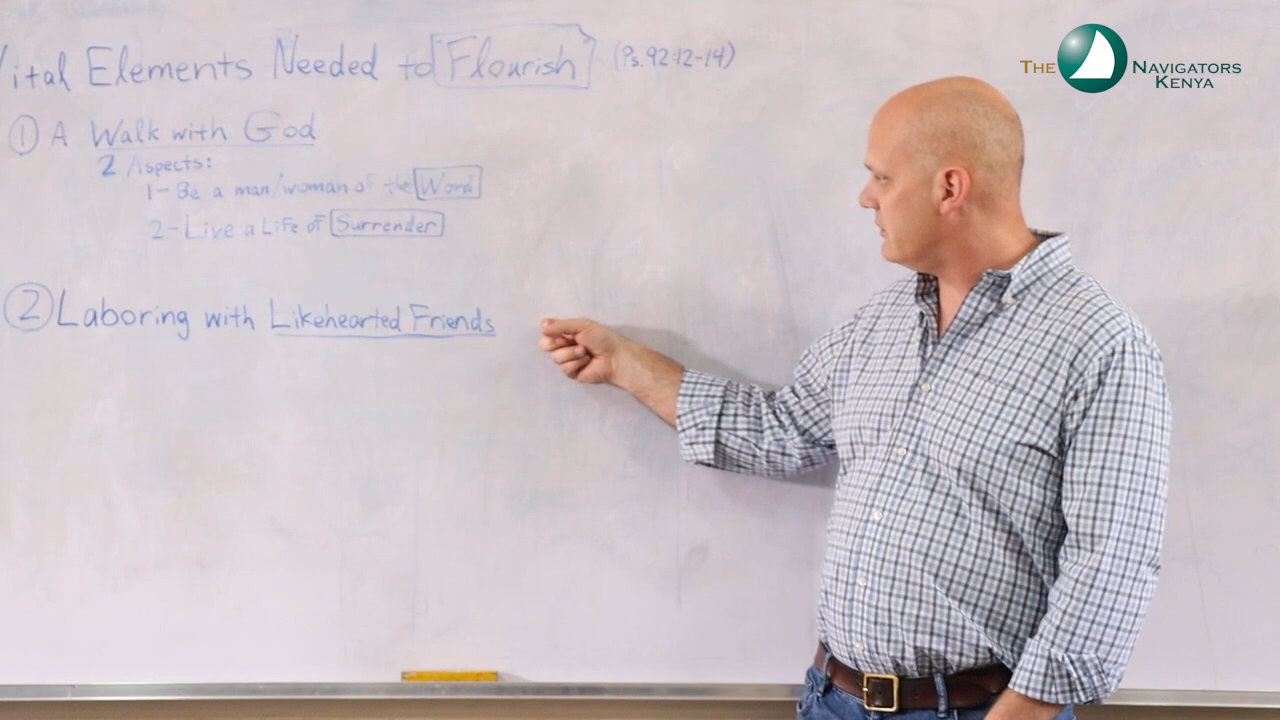 Vital Elements Needed to Flourish (Ps. 92:12-14)
① A Walk with God
2 Aspects:
1- Be a man/woman of the Word
2- Live a Life of Surrender
② Laboring with Likehearted Friends
THE NAVIGATORS
KENYA